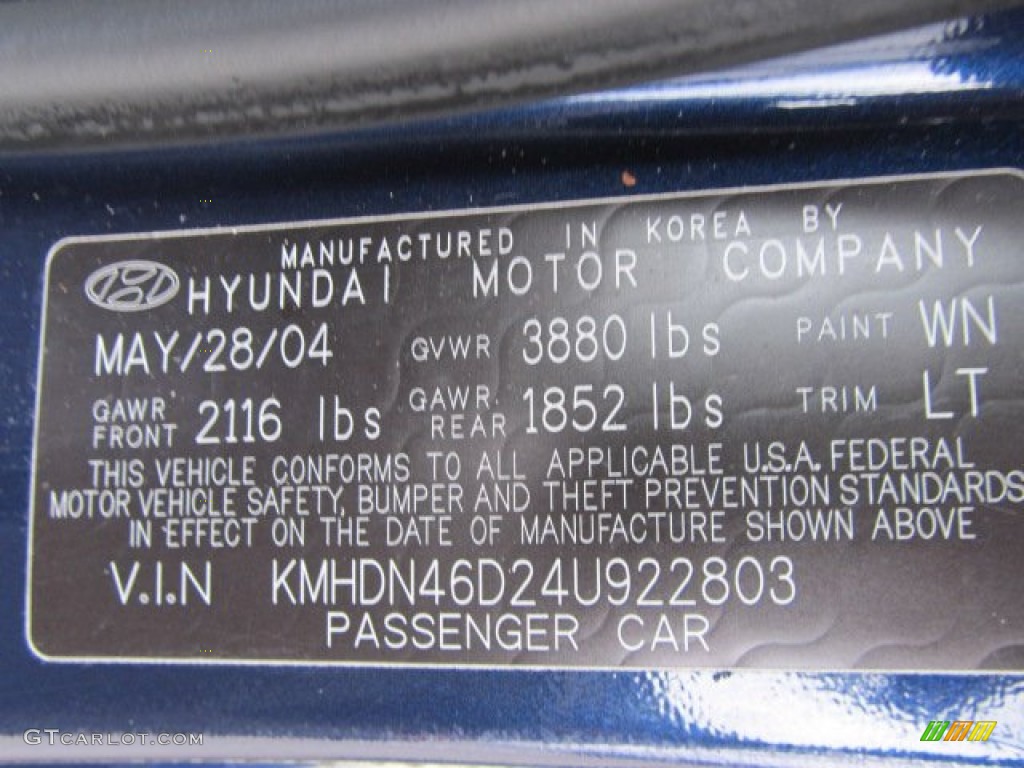 MANUFACTURED IN KOREA BY
HYUNDAI MOTOR COMPANY
MAY/28/04 GVWR 3880 lbs PAINT WN
GAWR FRONT 2116 lbs GAWR REAR 1852 lbs TRIM LT
THIS VEHICLE CONFORMS TO ALL APPLICABLE U.S.A. FEDERAL
MOTOR VEHICLE SAFETY, BUMPER AND THEFT PREVENTION STANDARDS
IN EFFECT ON THE DATE OF MANUFACTURE SHOWN ABOVE
V.I.N KMHDN46D24U922803
PASSENGER CAR
GTCARLOT.COM